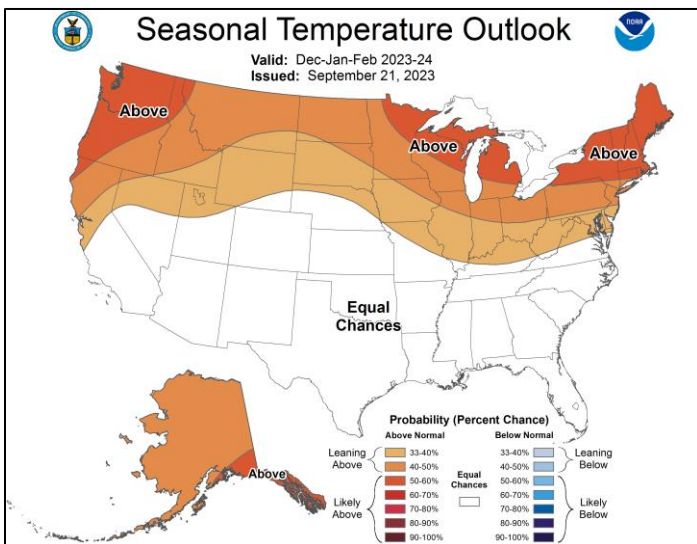 Seasonal Temperature Outlook
NOAA
Valid: Dec-Jan-Feb 2023-24
Issued: September 21, 2023
Above
Above
Above
Equal
Chances
Above
Probability (Percent Chance)
Above Normal
Below Normal
Leaning
Above
33-40%
40-50%
Likely
Above
50-60%
60-70%
70-80%
80-90%
90-100%
Equal
Chances
33-40%
40-50%
Leaning
Below
50-60%
60-70%
70-80%
80-90%
90-100%
Likely
Below